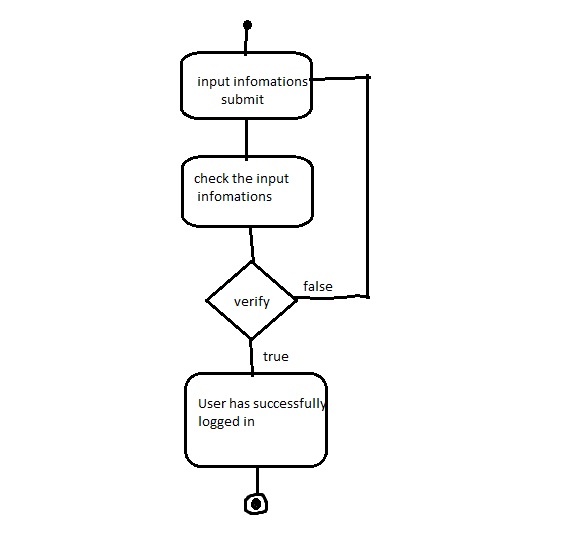 input infomations
submit
check the input
infomations
false
verify
true
User has successfully
logged in